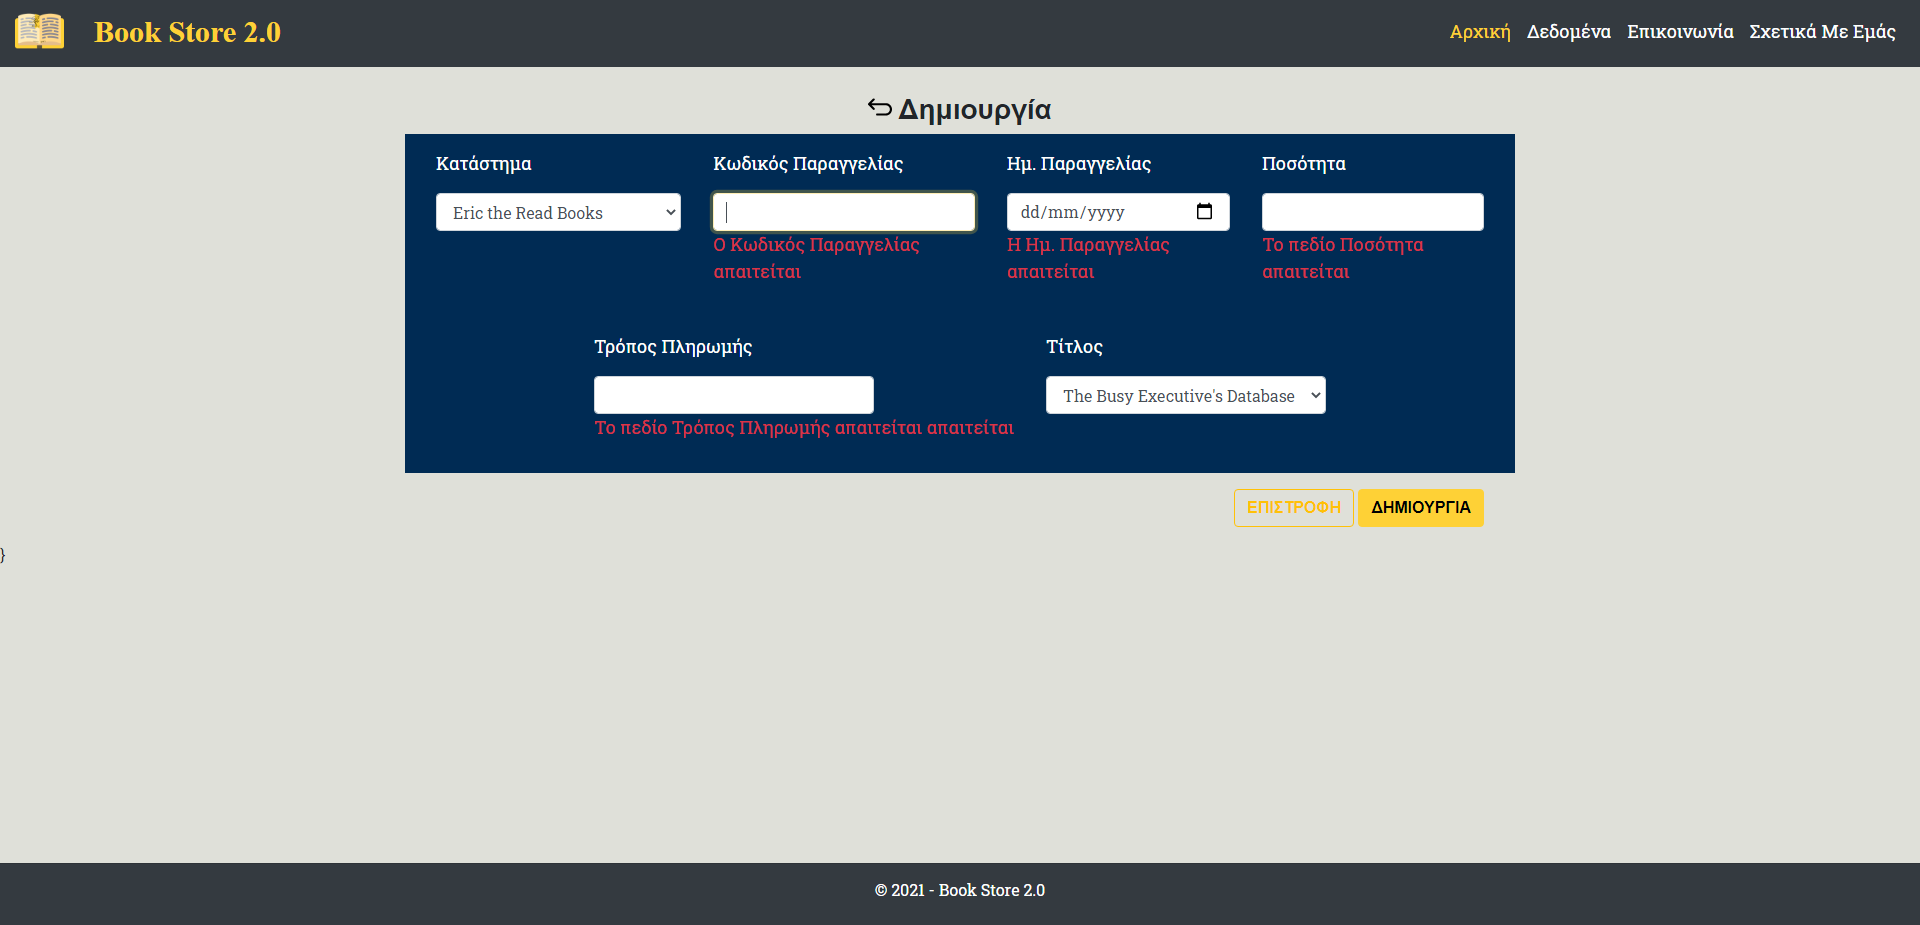 Book Store 2.0
Αρχική Δεδομένα Επικοινωνία Σχετικά Με Εμάς
Δημιουργία
Κατάστημα Κωδικός Παραγγελίας Ημ. Παραγγελίας Ποσότητα
Eric the Read Books dd/mm/yyyy
Ο Κωδικός Παραγγελίας απαιτείται
Η Ημ. Παραγγελίας απαιτείται
Το πεδίο Ποσότητα απαιτείται
Τρόπος Πληρωμής Τίτλος
The Busy Executive's Database
Το πεδίο Τρόπος Πληρωμής απαιτείται απαιτείται
ΕΠΙΣΤΡΟΦΗ ΔΗΜΙΟΥΡΓΙΑ
}
© 2021 - Book Store 2.0